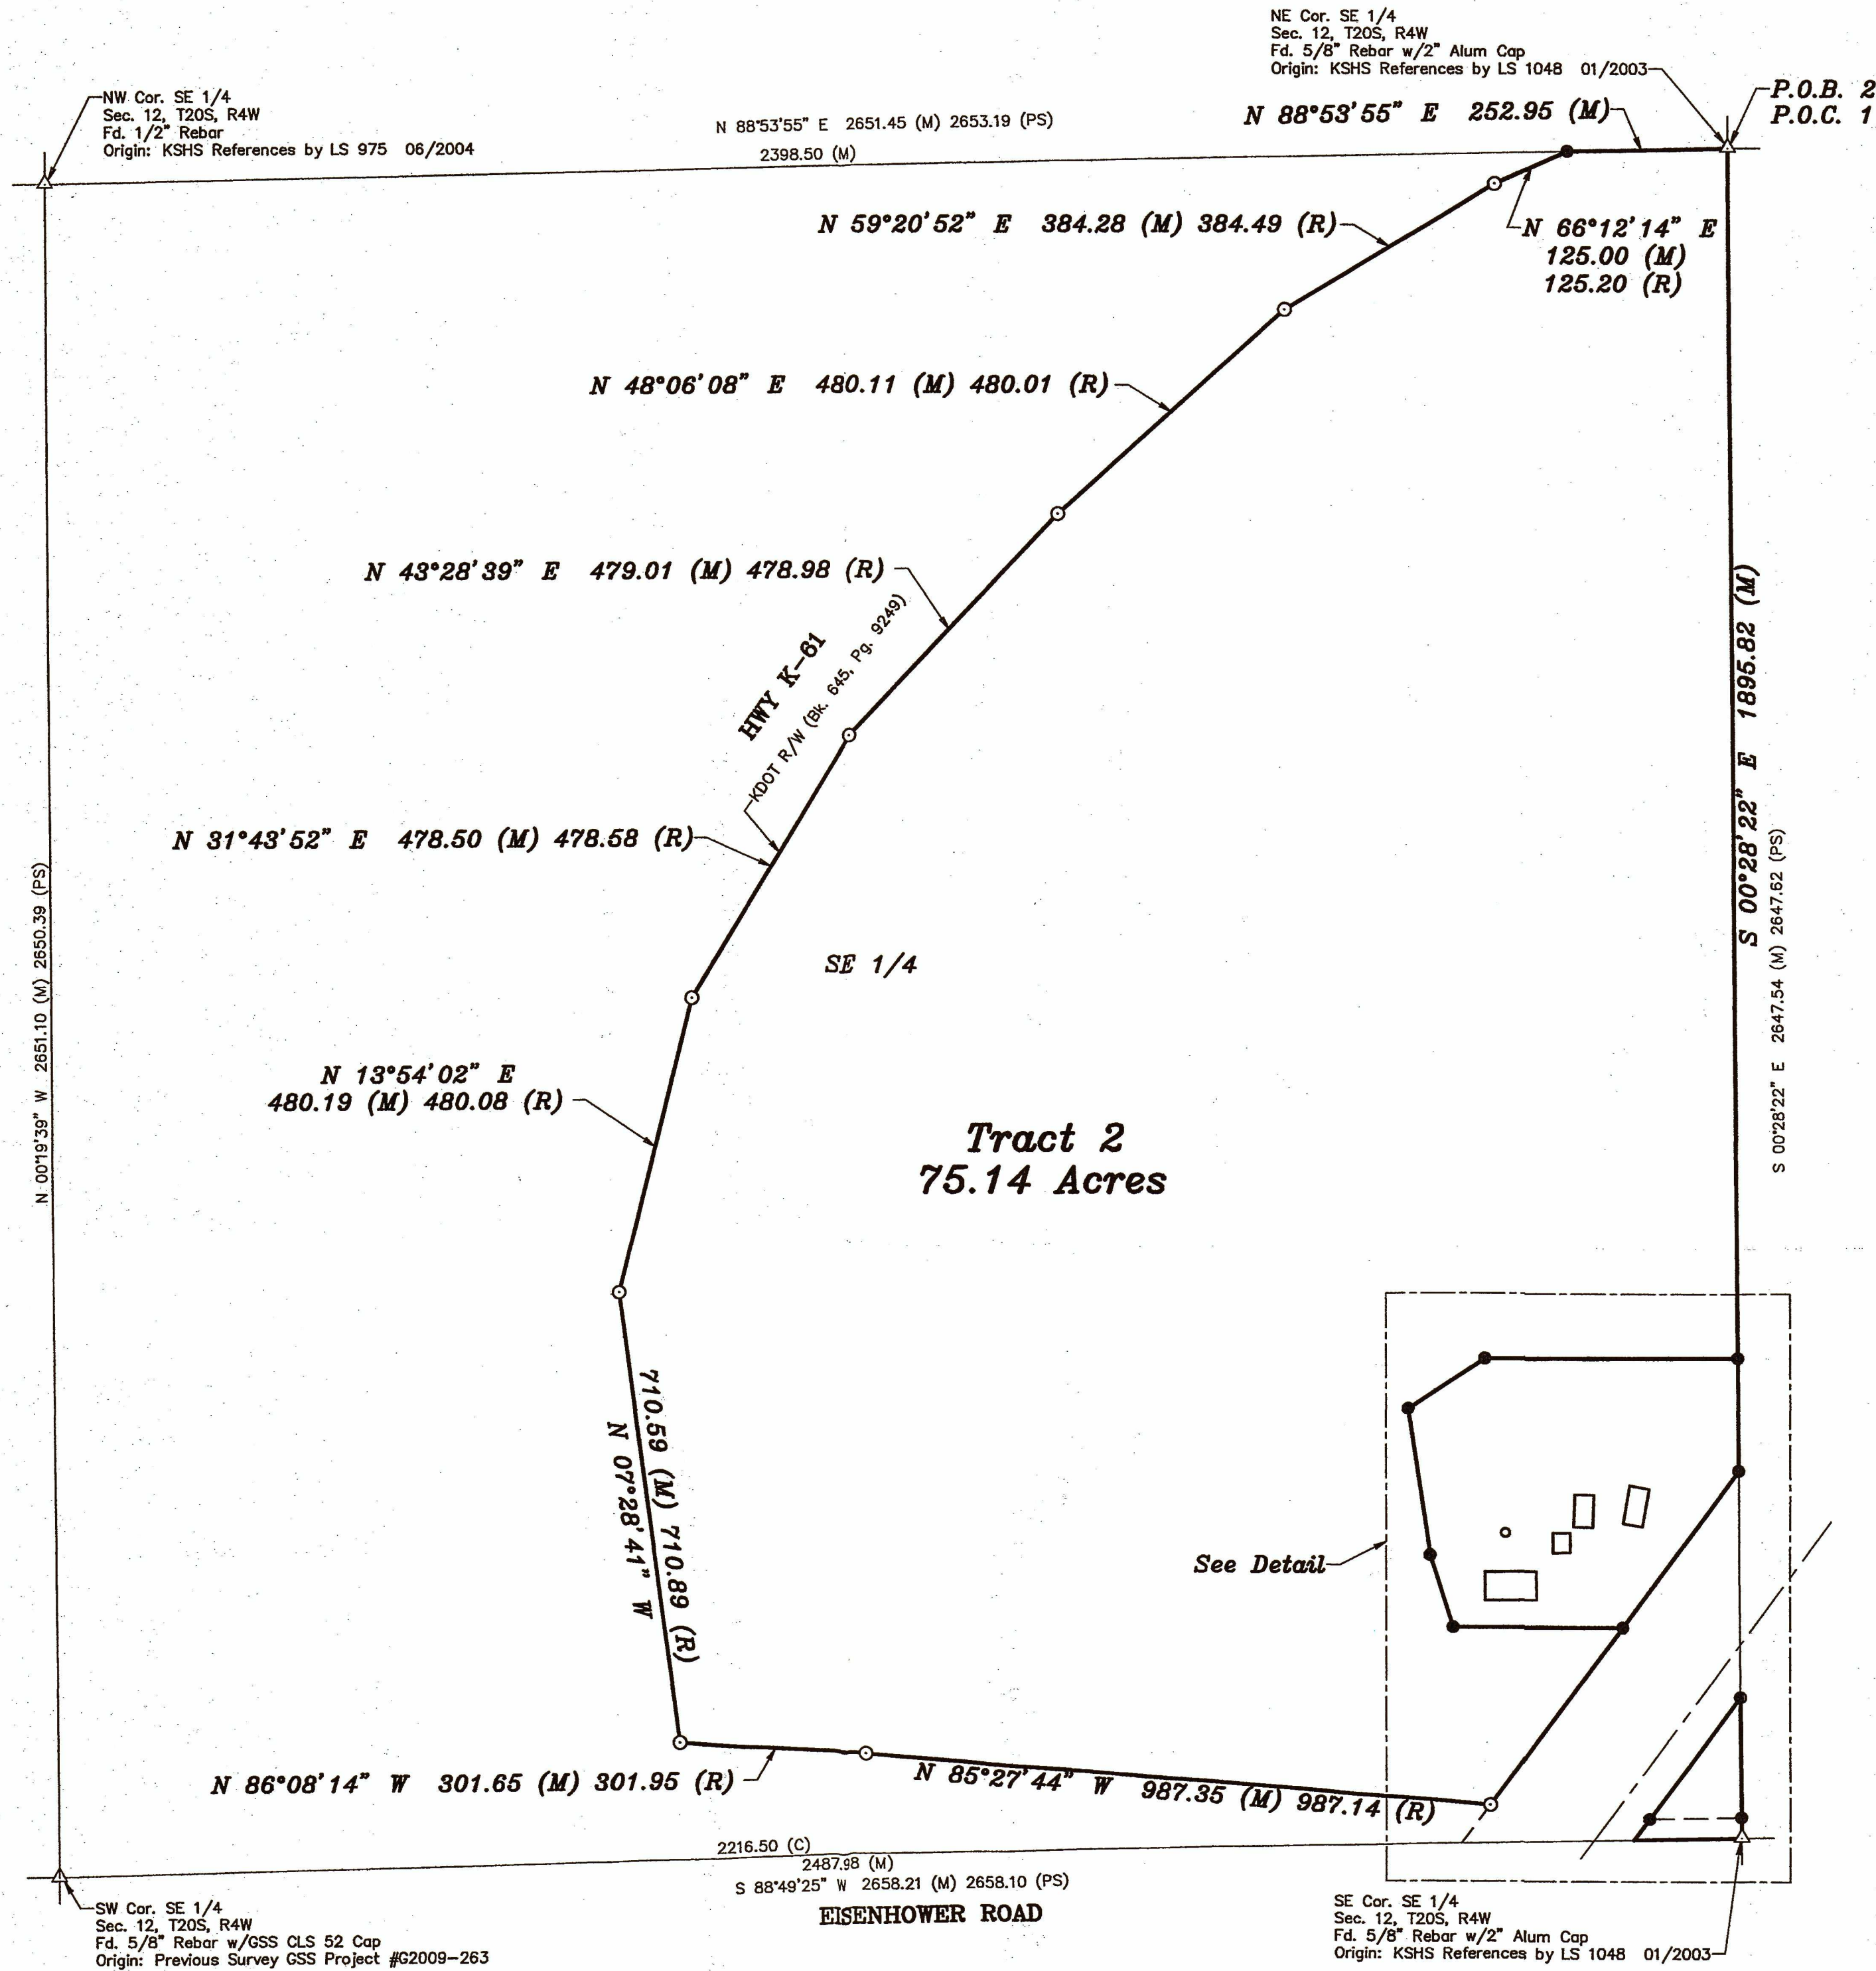 NE Cor. SE 1/4
Sec. 12, T20S, R4W
Fd. 5/8" Rebar w/2" Alum Cap
Origin: KSHS References by LS 1048 01/2003
P.O.B. 2
P.O.C. 1
NW Cor. SE 1/4
Sec. 12, T20S, R4W
Fd. 1/2" Rebar
Origin: KSHS References by LS 975 06/2004
N 88°53'55" E 2651.45 (M) 2653.19 (PS)
2398.50 (M)
N 88°53'55" E 252.95 (M)
N 59°20'52" E 384.28 (M) 384.49 (R)
N 66°12'14" E
125.00 (M)
125.20 (R)
N 48°06'08" E 480.11 (M) 480.01 (R)
N 43°28'39" E 479.01 (M) 478.98 (R)
HWY K-61
KDOT R/W (Bk. 645, Pg. 9249)
S 00°28'22" E 1895.82 (M)
S 00°28'22" E 2647.54 (M) 2647.62 (PS)
N 31°43'52" E 478.50 (M) 478.58 (R)
N 00°19'39" W 2651.10 (M) 2650.39 (PS)
SE 1/4
N 13°54'02" E
480.19 (M) 480.08 (R)
Tract 2
75.14 Acres
710.59 (M) 710.89 (R)
N 07°28'41" W
See Detail
N 86°08'14" W 301.65 (M) 301.95 (R)
N 85°27'44" W 987.35 (M) 987.14 (R)
2216.50 (C)
2487.98 (M)
S 88°49'25" W 2658.21 (M) 2658.10 (PS)
EISENHOWER ROAD
SW Cor. SE 1/4
Sec. 12, T20S, R4W
Fd. 5/8" Rebar w/GSS CLS 52 Cap
Origin: Previous Survey GSS Project #G2009-263
SE Cor. SE 1/4
Sec. 12, T20S, R4W
Fd. 5/8" Rebar w/2" Alum Cap
Origin: KSHS References by LS 1048 01/2003